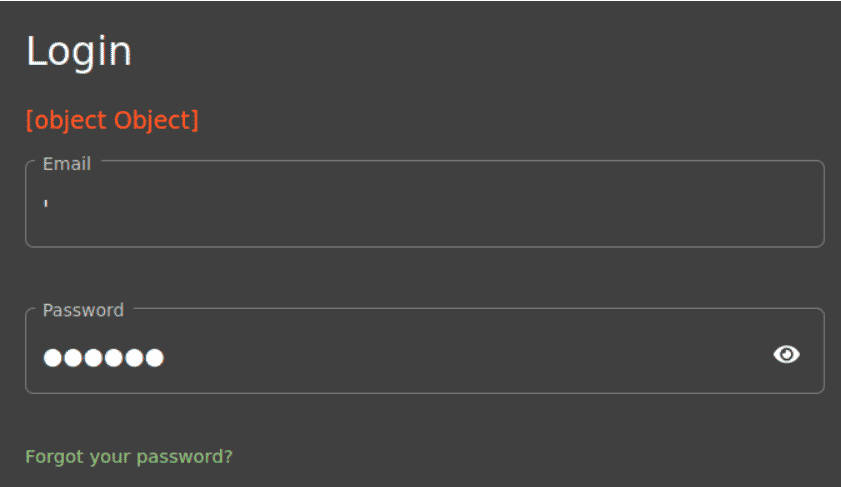 Login
[object Object]
Email
'
Password
●●●●●●
Forgot your password?